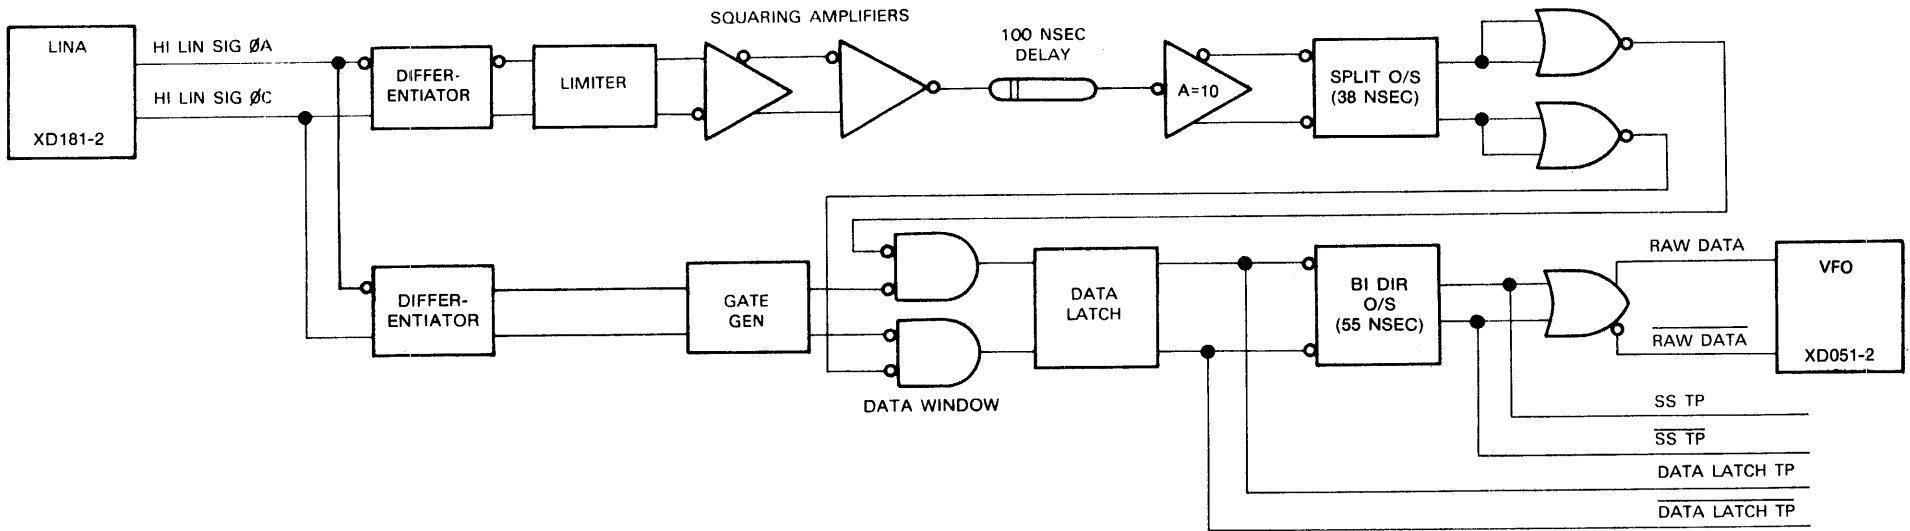 SQUARING AMPLIFIERS
LINA
HI LIN SIG ØA
HI LIN SIG ØC
XD181-2
DIFFER-
ENTIATOR
LIMITER
100 NSEC
DELAY
A=10
SPLIT O/S
(38 NSEC)
DIFFER-
ENTIATOR
GATE
GEN
DATA WINDOW
DATA
LATCH
BI DIR
O/S
(55 NSEC)
RAW DATA
RAW DATA
VFO
XD051-2
SS TP
SS TP
DATA LATCH TP
DATA LATCH TP